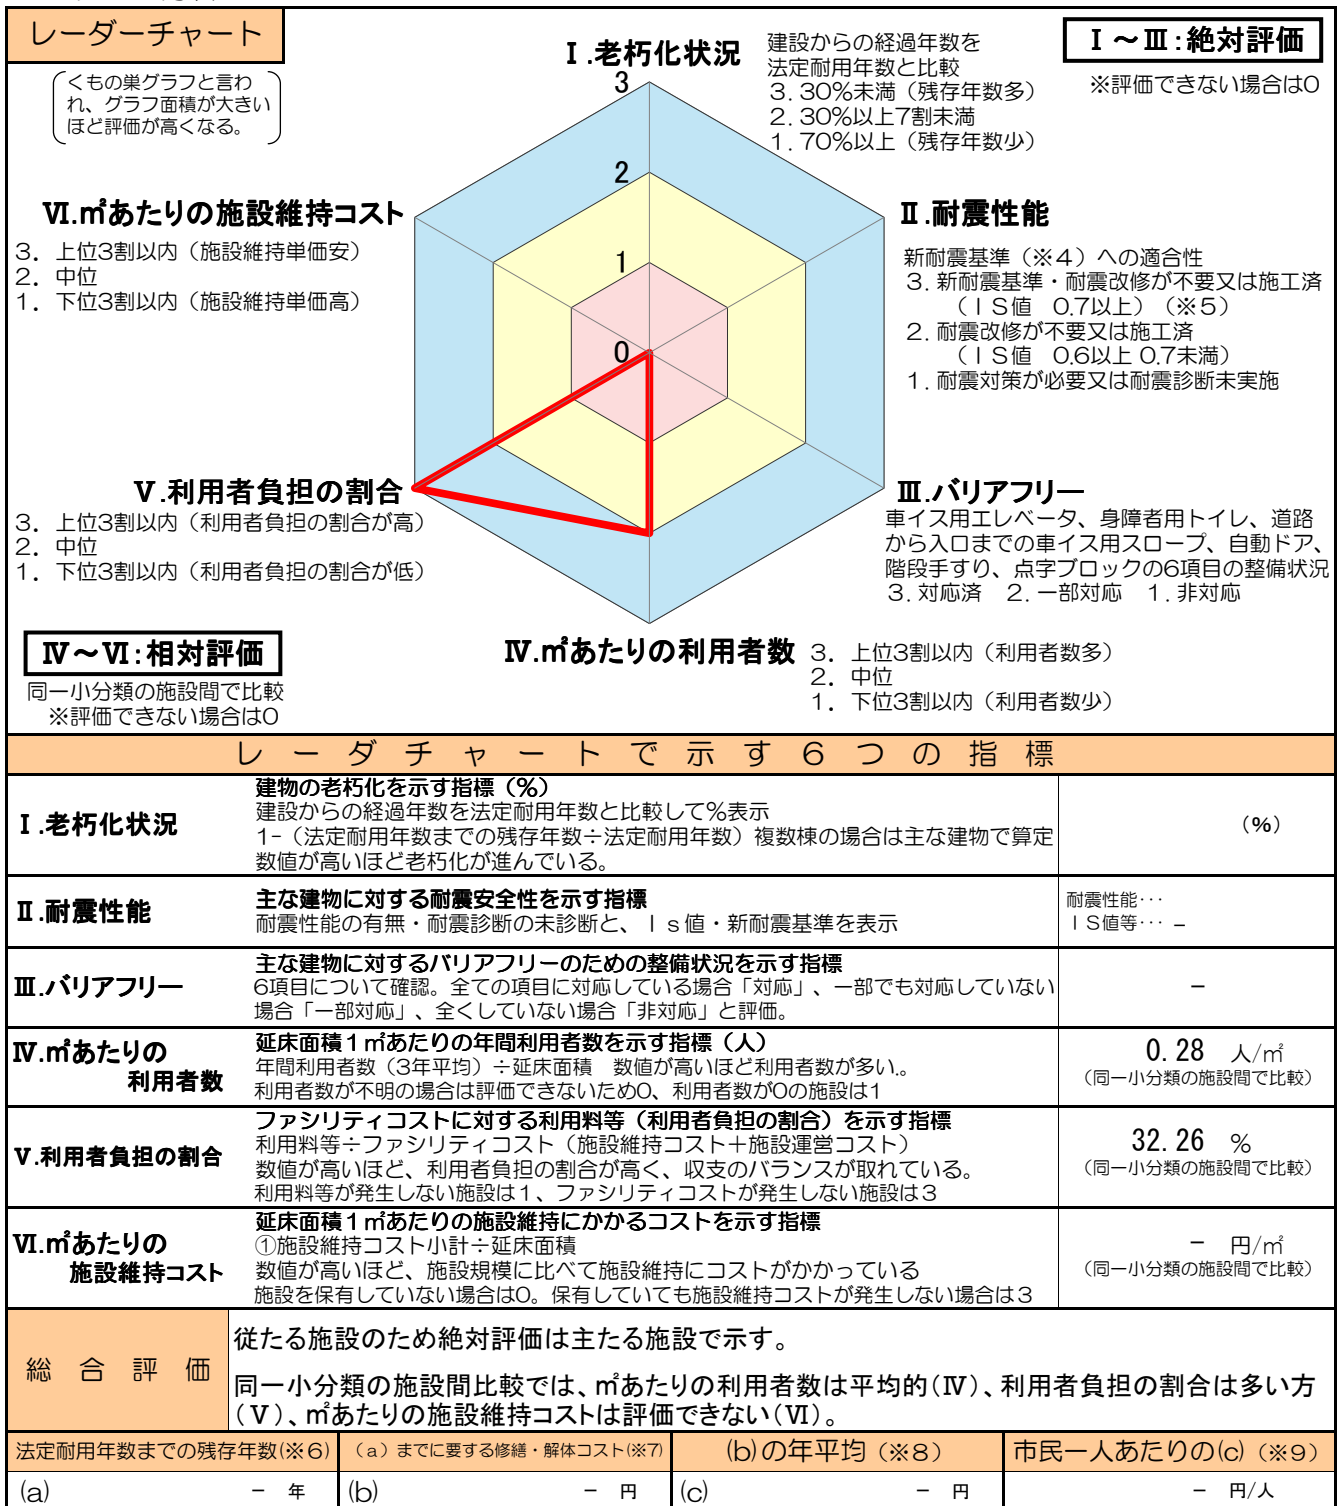 レーダーチャート
くもの巣グラフと言わ
れ、グラフ面積が大きい
ほど評価が高くなる。
Ⅰ.老朽化状況
建設からの経過年数を
法定耐用年数と比較
3．30％未満（残存年数多）
2．30％以上7割未満
1．70％以上（残存年数少）
Ⅰ～Ⅲ：絶対評価
※評価できない場合は0
3
2
1
0
Ⅵ.㎡あたりの施設維持コスト
3．上位3割以内（施設維持単価安）
2．中位
1．下位3割以内（施設維持単価高）
Ⅱ.耐震性能
新耐震基準（※４）への適合性
3．新耐震基準・耐震改修が不要又は施工済
（ＩＳ値　0.7以上）（※５）
2．耐震改修が不要又は施工済
（ＩＳ値　0.6以上 0.7未満）
1．耐震対策が必要又は耐震診断未実施
Ⅴ.利用者負担の割合
3．上位3割以内（利用者負担の割合が高）
2．中位
1．下位3割以内（利用者負担の割合が低）
Ⅲ.バリアフリー
車イス用エレベータ、身障者用トイレ、道路
から入口までの車イス用スロープ、自動ドア、
階段手すり、点字ブロックの6項目の整備状況
3．対応済　2．一部対応　1．非対応
Ⅳ～Ⅵ：相対評価
同一小分類の施設間で比較
※評価できない場合は0
Ⅳ.㎡あたりの利用者数
3．上位3割以内（利用者数多）
2．中位
1．下位3割以内（利用者数少）
レーダチャートで示す６つの指標
Ⅰ.老朽化状況
建物の老朽化を示す指標（％）
建設からの経過年数を法定耐用年数と比較して％表示
1-（法定耐用年数までの残存年数÷法定耐用年数）複数棟の場合は主な建物で算定
数値が高いほど老朽化が進んでいる。
（%）
Ⅱ.耐震性能
主な建物に対する耐震安全性を示す指標
耐震性能の有無・耐震診断の未診断と、Ｉｓ値・新耐震基準を表示
耐震性能･･･
ＩＳ値等･･･ －
Ⅲ.バリアフリー
主な建物に対するバリアフリーのための整備状況を示す指標
6項目について確認。全ての項目に対応している場合「対応」、一部でも対応していない
場合「一部対応」、全くしていない場合「非対応」と評価。
－
Ⅳ.㎡あたりの
利用者数
延床面積１㎡あたりの年間利用者数を示す指標（人）
年間利用者数（3年平均）÷延床面積　数値が高いほど利用者数が多い。
利用者数が不明の場合は評価できないため0、利用者数が0の施設は1
0.28　人/㎡
（同一小分類の施設間で比較）
Ⅴ.利用者負担の割合
ファシリティコストに対する利用料等（利用者負担の割合）を示す指標
利用料等÷ファシリティコスト（施設維持コスト＋施設運営コスト）
数値が高いほど、利用者負担の割合が高く、収支のバランスが取れている。
利用料等が発生しない施設は１、ファシリティコストが発生しない施設は３
32.26　％
（同一小分類の施設間で比較）
Ⅵ.㎡あたりの
施設維持コスト
延床面積１㎡あたりの施設維持にかかるコストを示す指標
①施設維持コスト小計÷延床面積
数値が高いほど、施設規模に比べて施設維持にコストがかかっている
施設を保有していない場合は0。保有していても施設維持コストが発生しない場合は３
－　円/㎡
（同一小分類の施設間で比較）
総合評価
従たる施設のため絶対評価は主たる施設で示す。
同一小分類の施設間比較では、㎡あたりの利用者数は平均的（Ⅳ）、利用者負担の割合は多い方
（Ⅴ）、㎡あたりの施設維持コストは評価できない（Ⅵ）。
法定耐用年数までの残存年数（※６）
（ａ）までに要する修繕・解体コスト（※７）
(b)の年平均（※８）
市民一人あたりの(c)（※９）
(a)　－ 年
(b)　－ 円
(c)　－ 円
－ 円/人